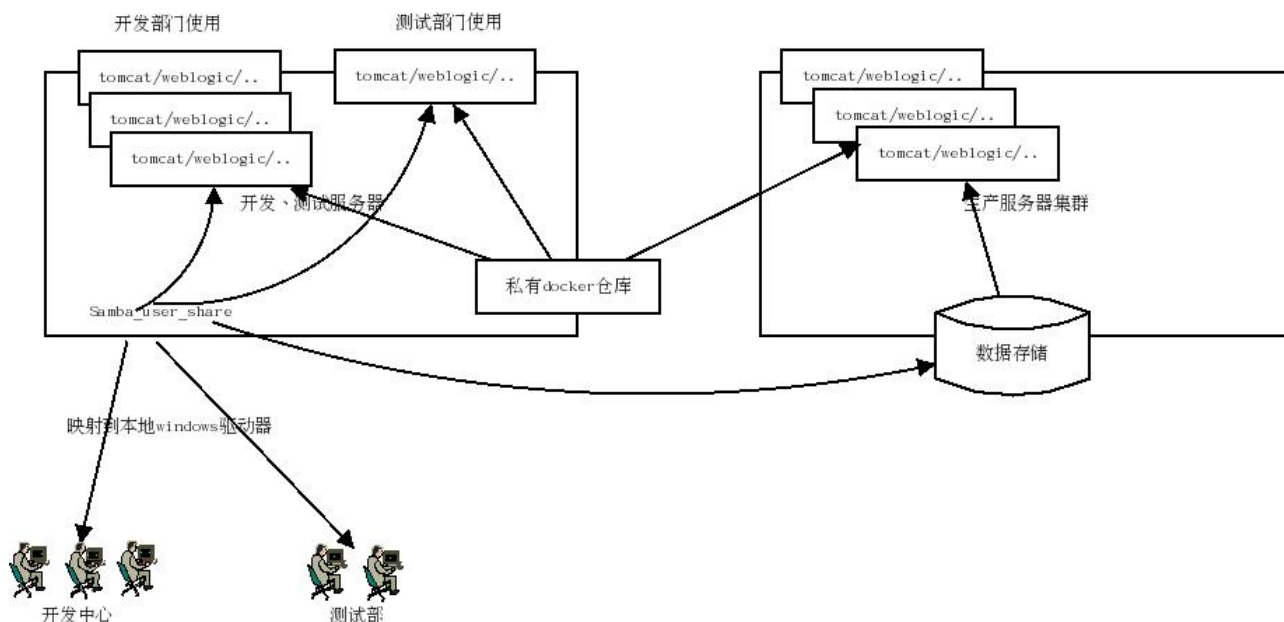 开发部门使用
测试部门使用
tomcat/weblogic/..
tomcat/weblogic/..
tomcat/weblogic/..
tomcat/weblogic/..
tomcat/weblogic/..
tomcat/weblogic/..
tomcat/weblogic/..
开发、测试服务器
生产服务器集群
私有docker仓库
Samba_user_share
数据存储
映射到本地windows驱动器
开发中心
测试部